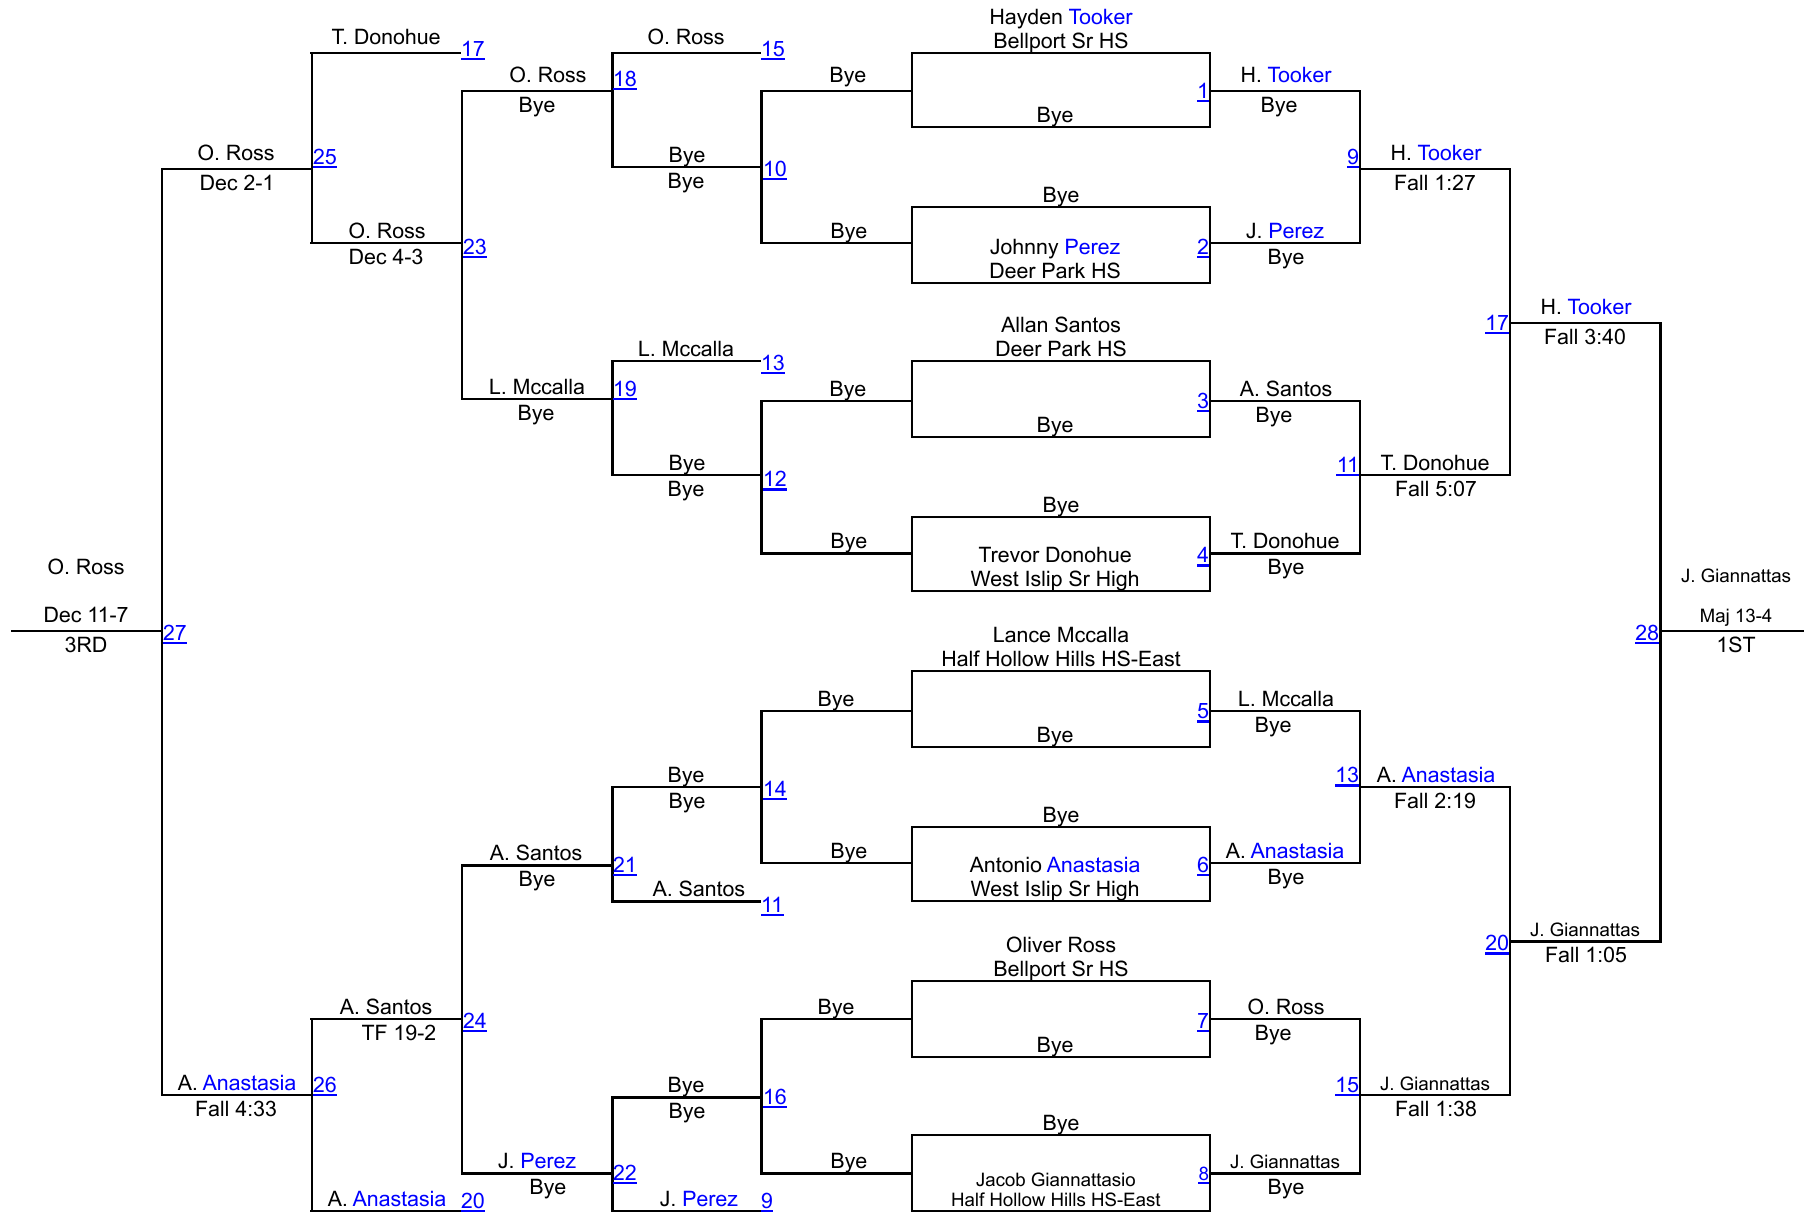 Hayden Tooker
T. Donohue
O. Ross
Bellport Sr HS
17
15
O. Ross
18
Bye
H. Tooker
1
Bye
Bye
Bye
O. Ross
25
Bye
10
9
H. Tooker
Dec 2-1
Bye
Fall 1:27
Bye
O. Ross
23
Bye
Johnny Perez
2
J. Perez
Dec 4-3
Deer Park HS
Bye
H. Tooker
Allan Santos
17
Fall 3:40
L. Mccalla
13
Deer Park HS
L. Mccalla
19
Bye
3
A. Santos
Bye
Bye
Bye
Bye
12
11
T. Donohue
Bye
Fall 5:07
Bye
Bye
Trevor Donohue
4
T. Donohue
West Islip Sr High
Bye
O. Ross
J. Giannattas
Dec 11-7
27
Lance Mccalla
28
Maj 13-4
3RD
Half Hollow Hills HS-East
1ST
Bye
5
L. Mccalla
Bye
Bye
Bye
14
13
A. Anastasia
Bye
Fall 2:19
Bye
A. Santos
21
Bye
Antonio Anastasia
6
A. Anastasia
Bye
A. Santos
11
West Islip Sr High
Bye
Oliver Ross
20
J. Giannattas
Bellport Sr HS
Fall 1:05
A. Santos
24
Bye
7
O. Ross
TF 19-2
Bye
Bye
A. Anastasia
26
Bye
16
15
J. Giannattas
Fall 4:33
Bye
Fall 1:38
Bye
J. Perez
22
Bye
Jacob Giannattasio
8
J. Giannattas
Bye
Bye
A. Anastasia
20
J. Perez
9
Half Hollow Hills HS-East